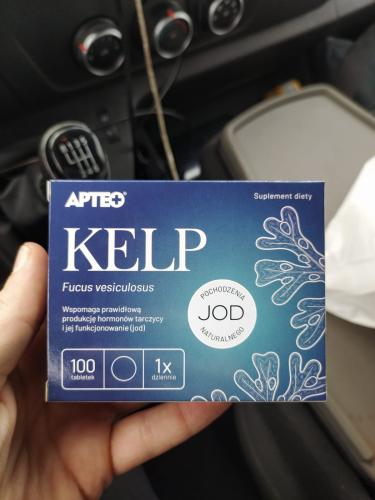 APTEO
Suplement diety
KELP
Fucus vesiculosus
Wspomaga prawidłową
produkcję hormonów tarczycy
i jej funkcjonowanie (jod)
POCHODZENIA
JOD
NATURALNEGO
100
tabletek
1x
dziennie